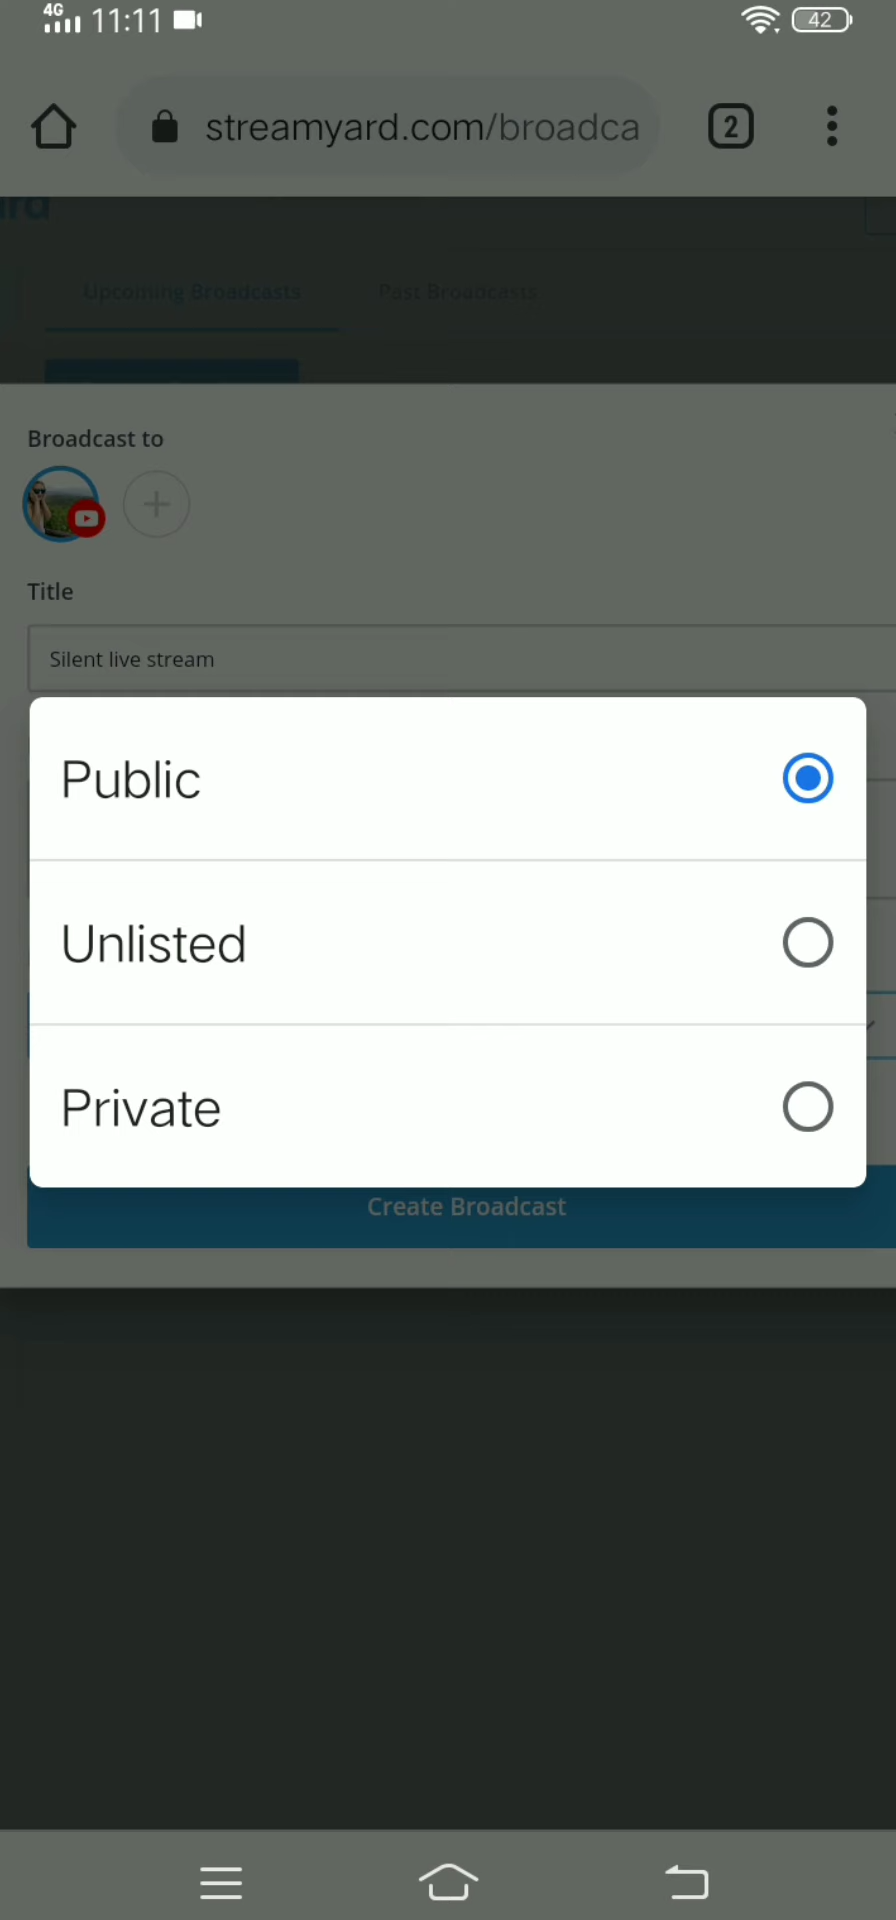 4G 11:11 42
streamyard.com/broadca
2
Upcoming Broadcasts Past Broadcasts
Broadcast to
Title
Silent live stream
Public
Unlisted
Private
Create Broadcast